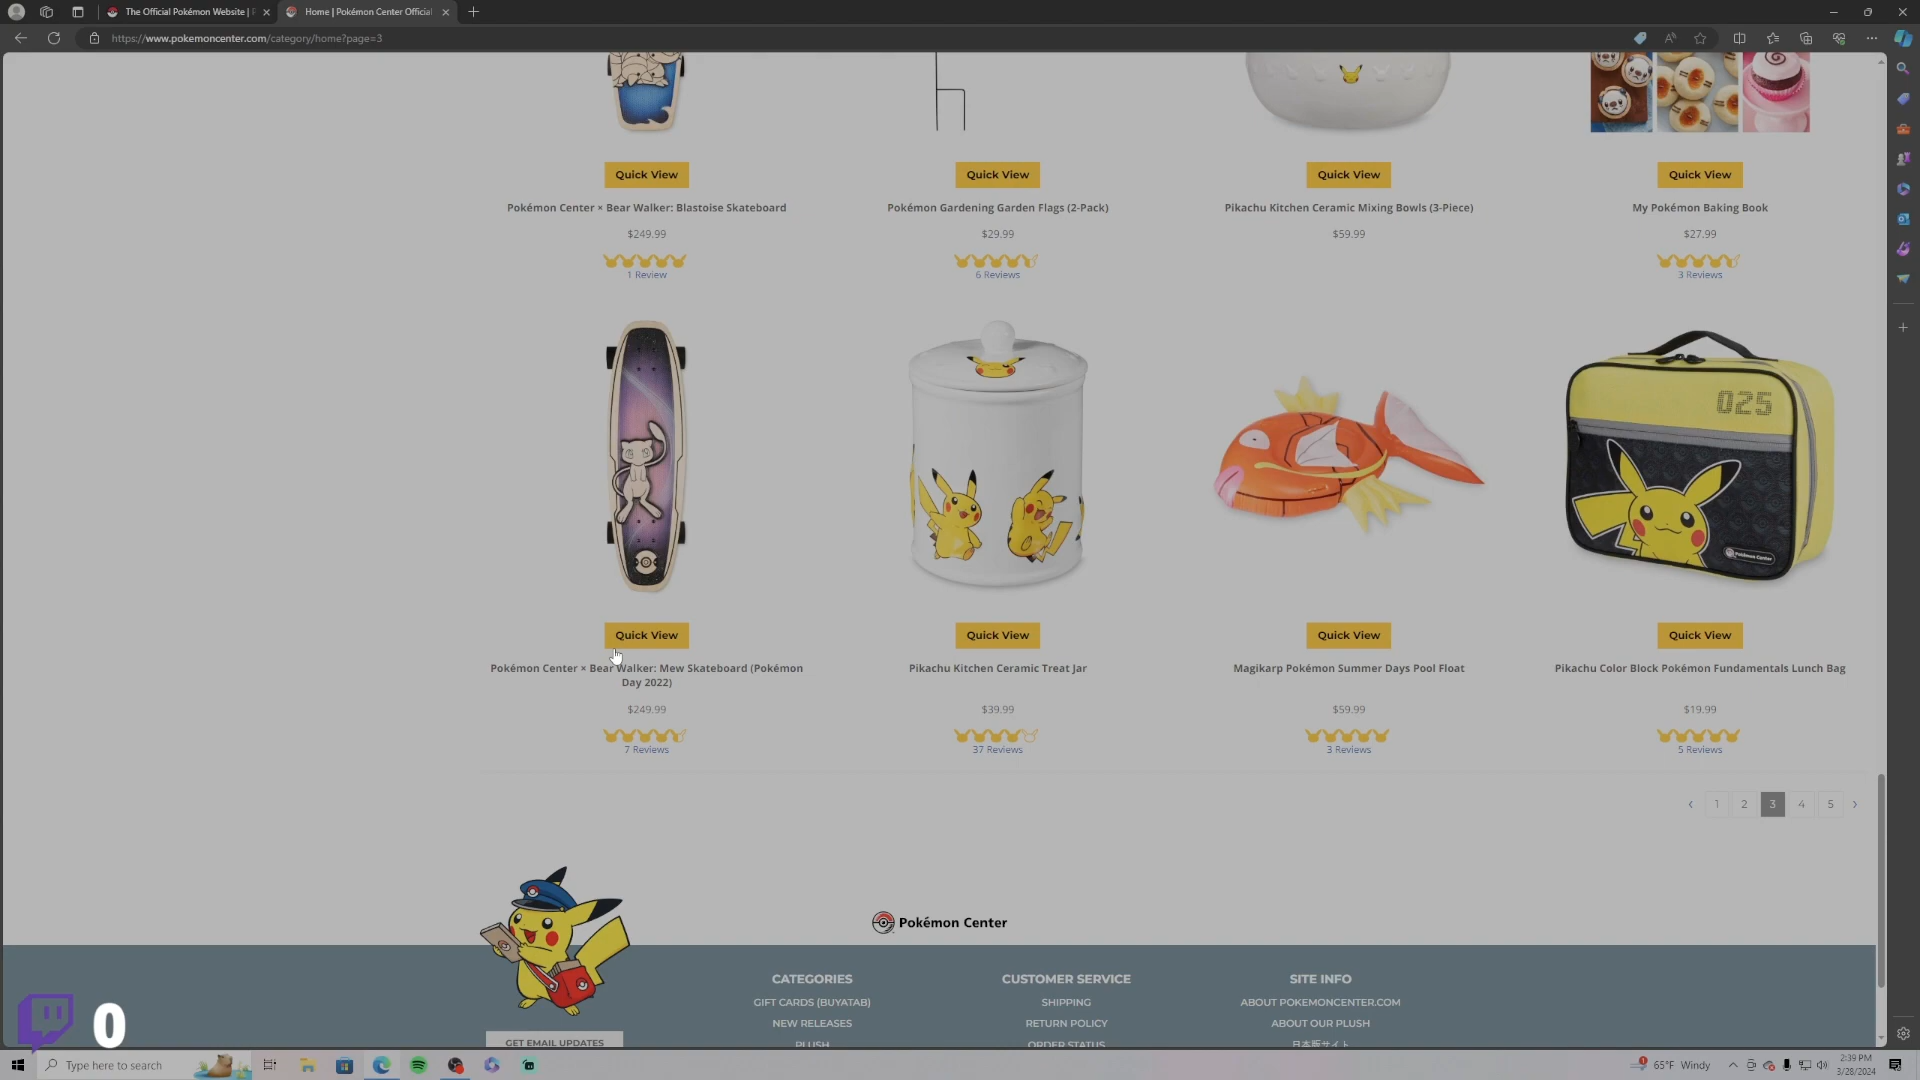 The Official Pokémon Website |
Home | Pokémon Center Official
https://www.pokemoncenter.com/category/home?page=3
Quick View
Quick View
Quick View
Quick View
Pokémon Center × Bear Walker: Blastoise Skateboard
Pokémon Gardening Garden Flags (2-Pack)
Pikachu Kitchen Ceramic Mixing Bowls (3-Piece)
My Pokémon Baking Book
$249.99
$29.99
$59.99
$27.99
1 Review
6 Reviews
3 Reviews
025
Pokémon Center
Quick View
Quick View
Quick View
Quick View
Pokémon Center × Bear Walker: Mew Skateboard (Pokémon
Day 2022)
Pikachu Kitchen Ceramic Treat Jar
Magikarp Pokémon Summer Days Pool Float
Pikachu Color Block Pokémon Fundamentals Lunch Bag
$249.99
$39.99
$59.99
$19.99
7 Reviews
37 Reviews
3 Reviews
5 Reviews
‹ 1 2 3 4 5 ›
Pokémon Center
CATEGORIES
GIFT CARDS (BUYATAB)
NEW RELEASES
PLUSH
CUSTOMER SERVICE
SHIPPING
RETURN POLICY
ORDER STATUS
SITE INFO
ABOUT POKEMONCENTER.COM
ABOUT OUR PLUSH
日本版サイト
GET EMAIL UPDATES
0
Type here to search
65°F Windy
2:39 PM
3/28/2024